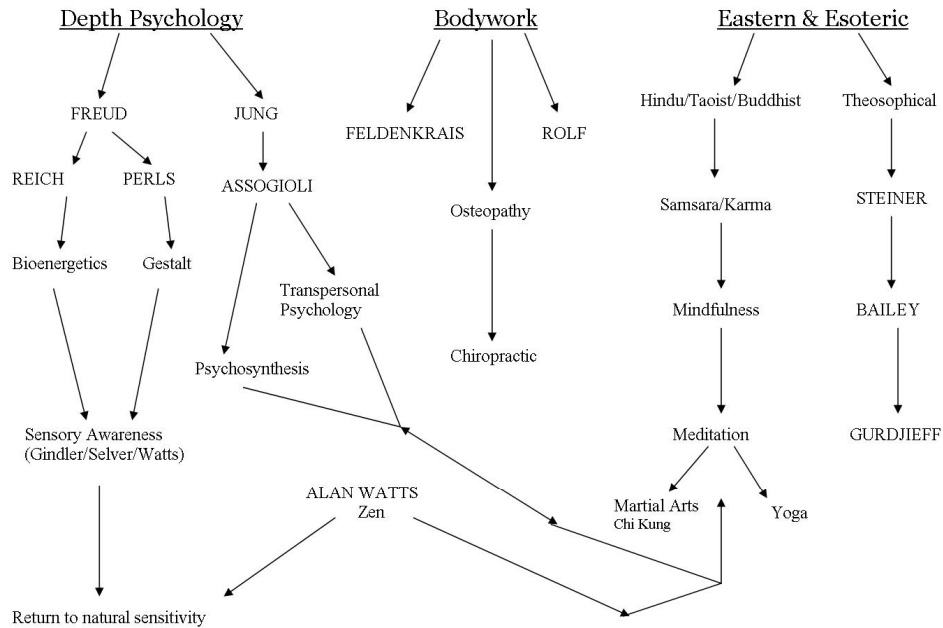 Depth Psychology
Bodywork
Eastern & Esoteric
FREUD
JUNG
FELDENKRAIS
ROLF
Hindu/Taoist/Buddhist
Theosophical
REICH
PERLS
ASSOGIOLI
Osteopathy
Samsara/Karma
STEINER
Bioenergetics
Gestalt
Transpersonal
Psychology
Mindfulness
BAILEY
Psychosynthesis
Chiropractic
Sensory Awareness
(Gindler/Selver/Watts)
Meditation
GURDJIEFF
ALAN WATTS
Zen
Martial Arts
Chi Kung
Yoga
Return to natural sensitivity